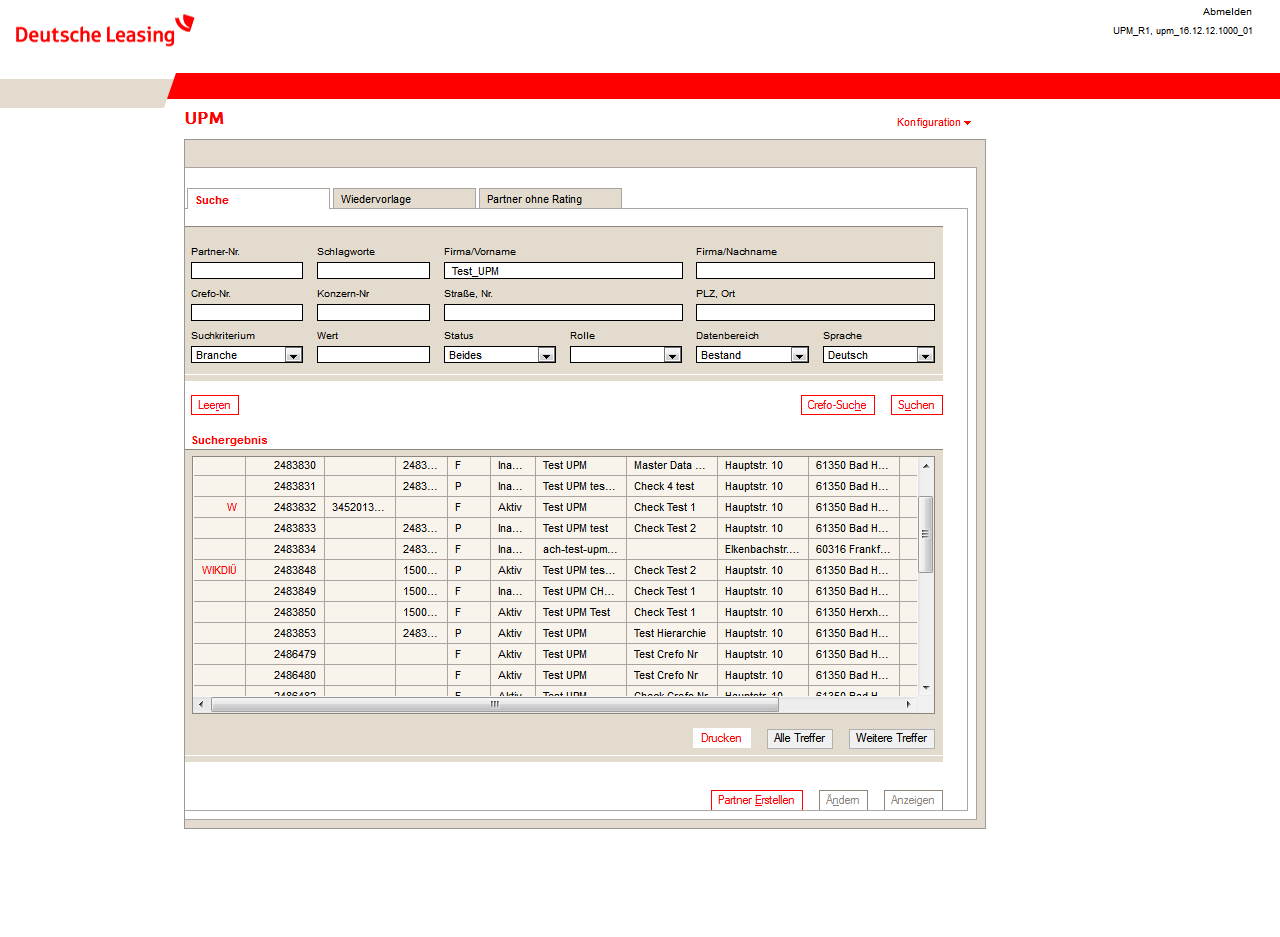 Abmelden
Deutsche Leasing
UPM_R1, upm_16.12.12.1000_01
UPM
Konfiguration
Suche Wiedervorlage Partner ohne Rating
Partner-Nr. Schlagworte Firma/Vorname Firma/Nachname
Test_UPM
Crefo-Nr. Konzern-Nr Straße, Nr. PLZ, Ort
Suchkriterium Wert Status Rolle Datenbereich Sprache
Branche Beides Bestand Deutsch
Leeren Crefo-Suche Suchen
Suchergebnis
2483830 2483... F Ina... Test UPM Master Data ... Hauptstr. 10 61350 Bad H...
2483831 2483... P Ina... Test UPM tes... Check 4 test Hauptstr. 10 61350 Bad H...
W 2483832 3452013... F Aktiv Test UPM Check Test 1 Hauptstr. 10 61350 Bad H...
2483833 2483... P Ina... Test UPM test Check Test 2 Hauptstr. 10 61350 Bad H...
2483834 2483... F Ina... ach-test-upm... Elkenbachstr.... 60316 Frankf...
WIKDIÜ 2483848 1500... P Aktiv Test UPM tes... Check Test 2 Hauptstr. 10 61350 Bad H...
2483849 1500... F Ina... Test UPM CH... Check Test 1 Hauptstr. 10 61350 Bad H...
2483850 1500... F Aktiv Test UPM Test Check Test 1 Hauptstr. 10 61350 Herxh...
2483853 2483... P Aktiv Test UPM Test Hierarchie Hauptstr. 10 61350 Bad H...
2486479 F Aktiv Test UPM Test Crefo Nr Hauptstr. 10 61350 Bad H...
2486480 F Aktiv Test UPM Test Crefo Nr Hauptstr. 10 61350 Bad H...
2486482 F Aktiv Test UPM Check Crefo Nr Hauptstr. 10 61350 Bad H...
Drucken Alle Treffer Weitere Treffer
Partner Erstellen Ändern Anzeigen